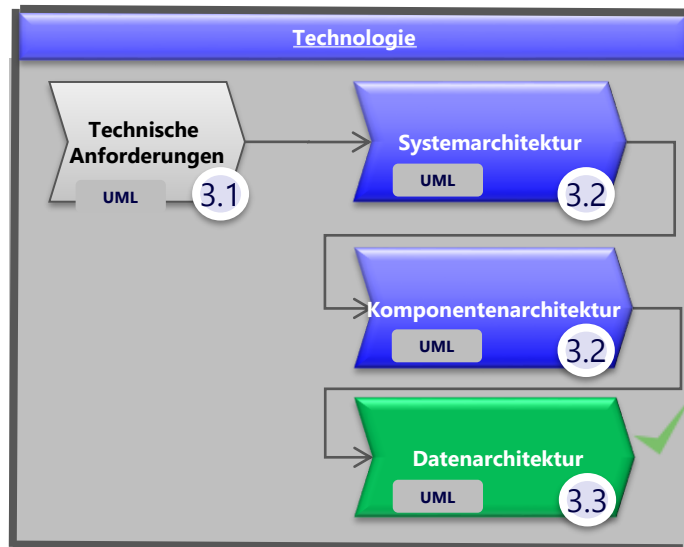 Technologie
Technische
Anforderungen
UML
3.1
Systemarchitektur
UML
3.2
Komponentenarchitektur
UML
3.2
Datenarchitektur
UML
3.3